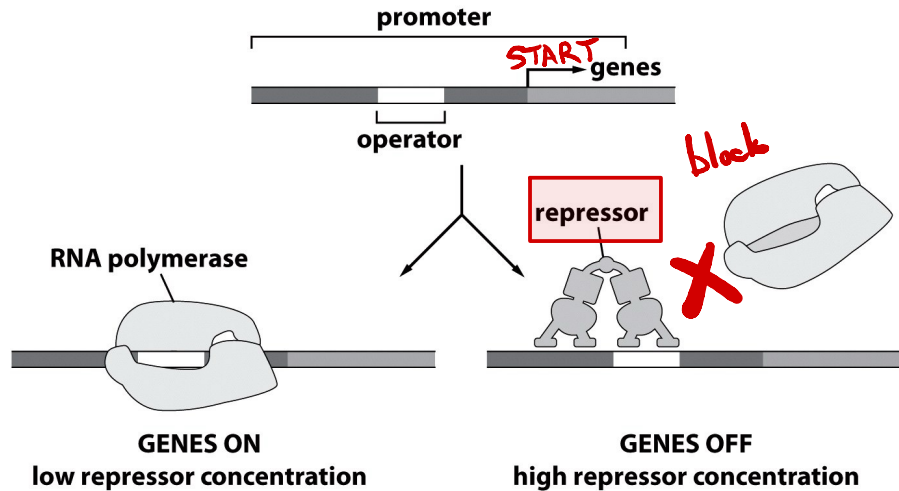 promoter
START
genes
operator
block
repressor
RNA polymerase
GENES ON
low repressor concentration
GENES OFF
high repressor concentration